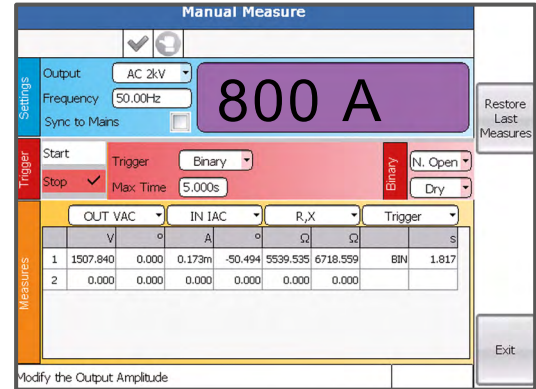 Manual Measure
Settings
Output AC 2kV
Frequency 50.00Hz
Sync to Mains
800 A
Restore
Last
Measures
Trigger
Start
Stop
Trigger Binary
Max Time 5.000s
Binary
N. Open
Dry
Measures
OUT VAC IN IAC R,X Trigger
V ° A ° Ω Ω s
1 1507.840 0.000 0.173m -50.494 5539.535 6718.559 BIN 1.817
2 0.000 0.000 0.000 0.000 0.000 0.000
Exit
Modify the Output Amplitude